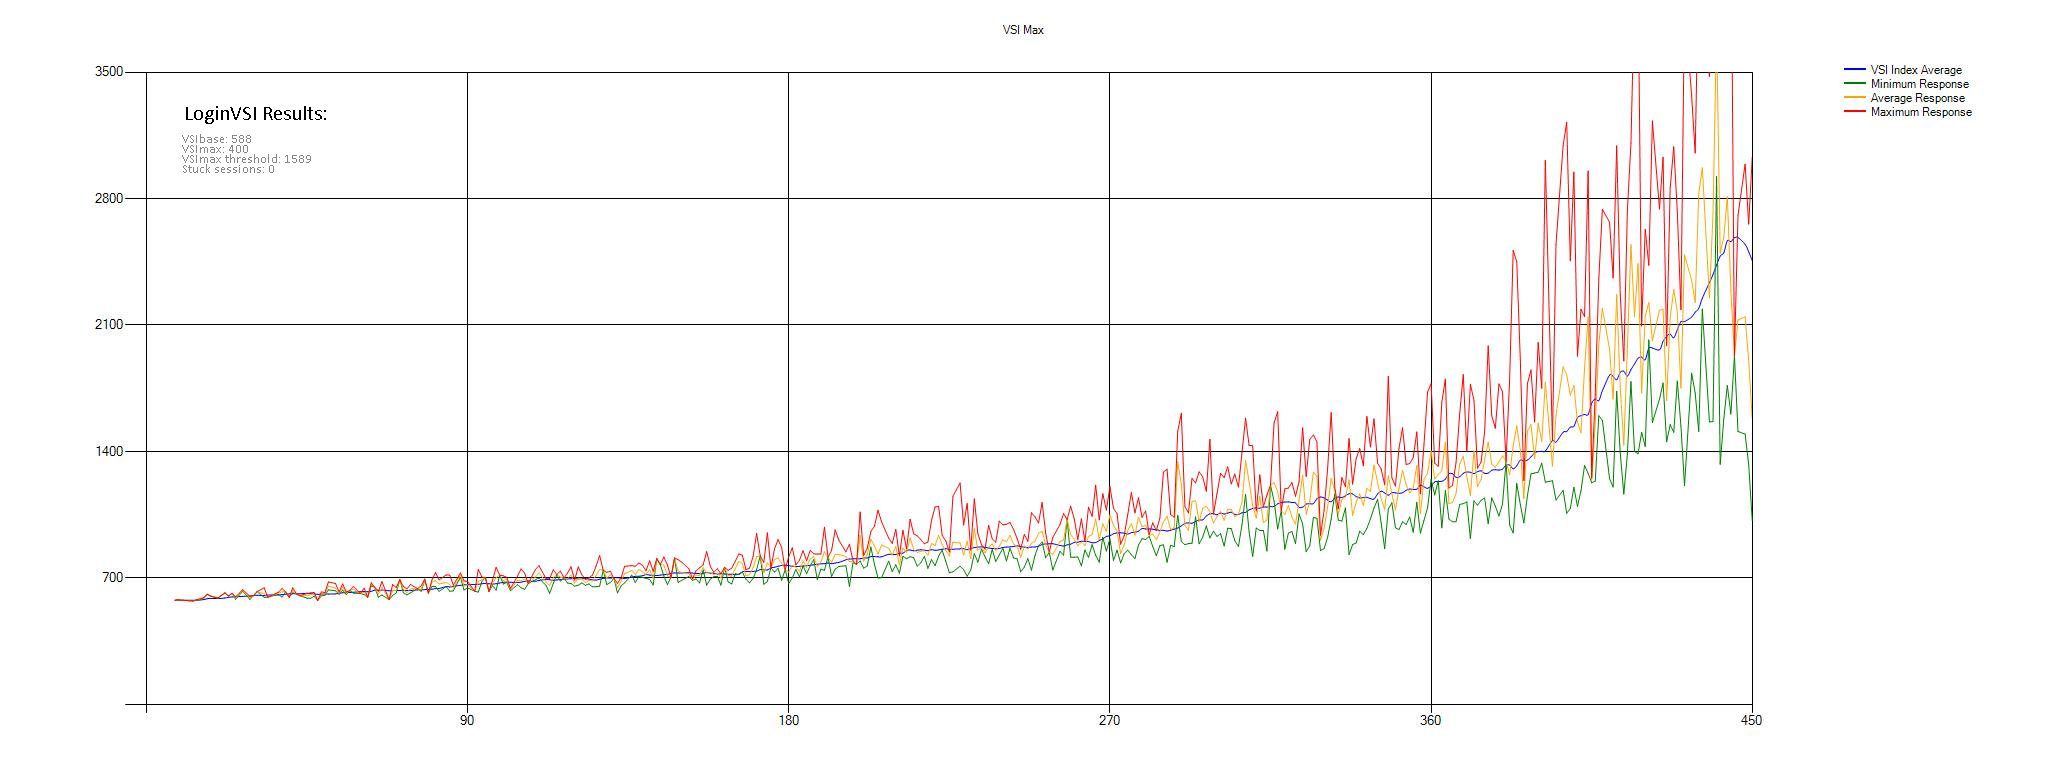 VSI Max
3500
2800
2100
1400
700
LoginVSI Results:
VSIbase: 588
VSImax: 400
VSImax threshold: 1589
Stuck sessions: 0
VSI Index Average
Minimum Response
Average Response
Maximum Response
90 180 270 360 450